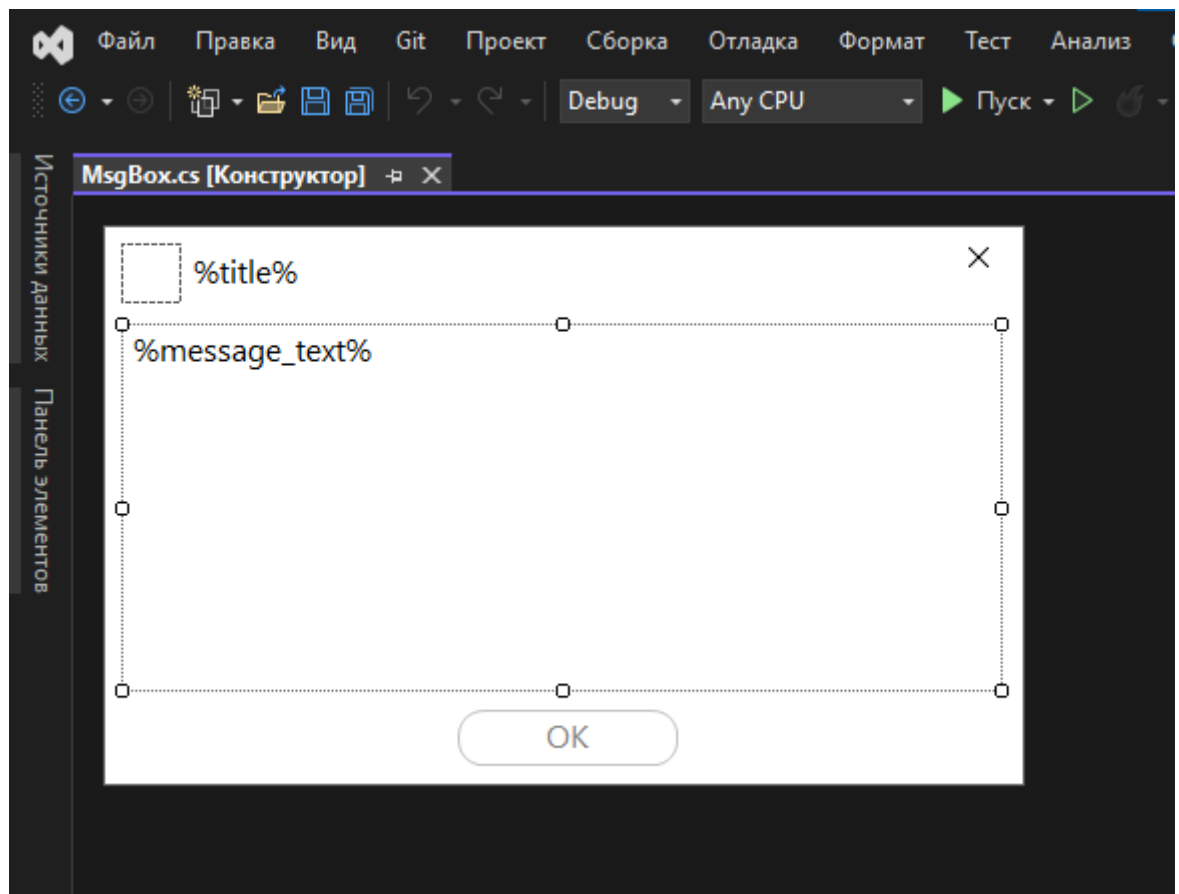 Файл Правка Вид Git Проект Сборка Отладка Формат Тест Анализ
Debug Any CPU Пуск
MsgBox.cs [Конструктор]
Источники данных
Панель элементов
%title%
%message_text%
OK